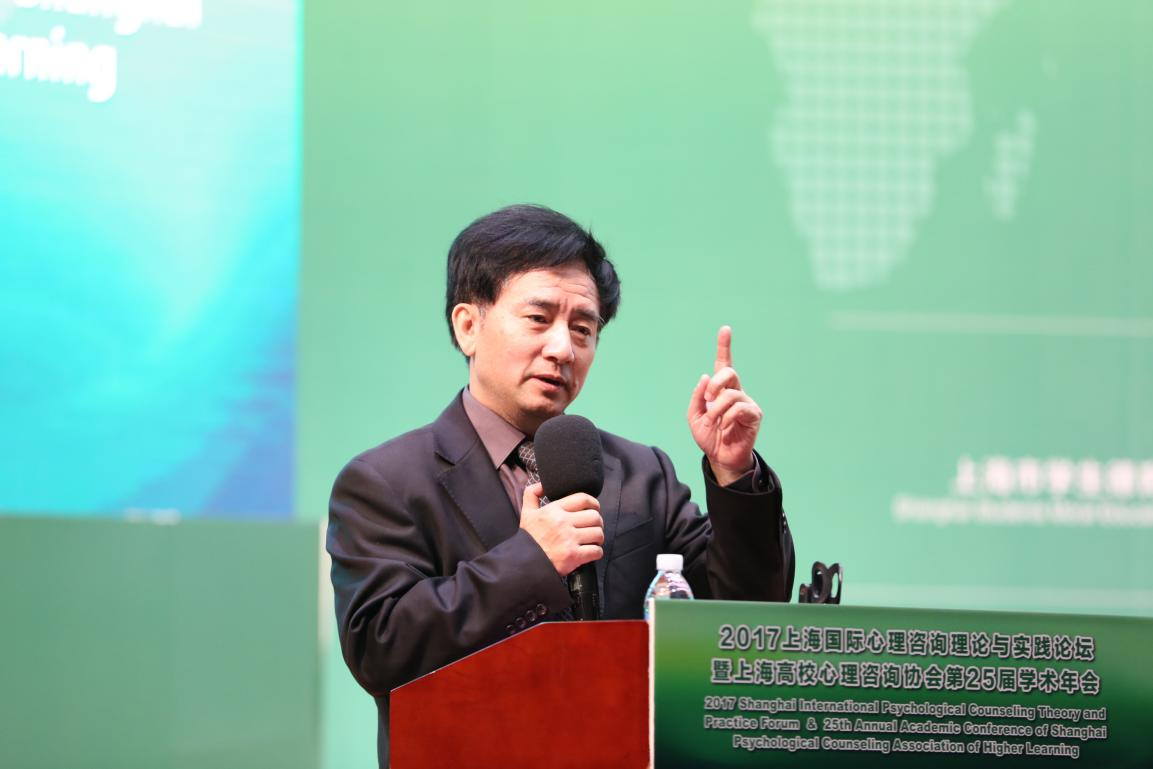 orning
2017上海国际心理咨询理论与实践论坛
暨上海高校心理咨询协会第25届学术年会
2017 Shanghai International Psychological Counseling Theory and
Practice Forum & 25th Annual Academic Conference of Shanghai
Psychological Counseling Association of Higher Learning